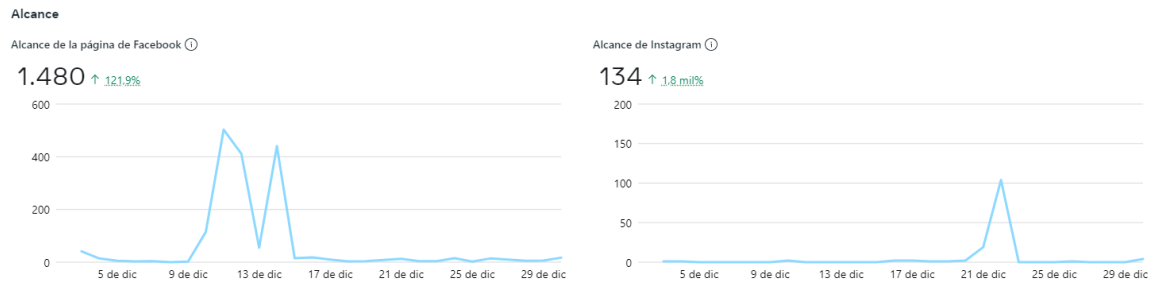 Alcance
Alcance de la página de Facebook
1.480 ↑ 121,9%
600
400
200
0
5 de dic 9 de dic 13 de dic 17 de dic 21 de dic 25 de dic 29 de dic
Alcance de Instagram
134 ↑ 1,8 mil%
200
150
100
50
0
5 de dic 9 de dic 13 de dic 17 de dic 21 de dic 25 de dic 29 de dic